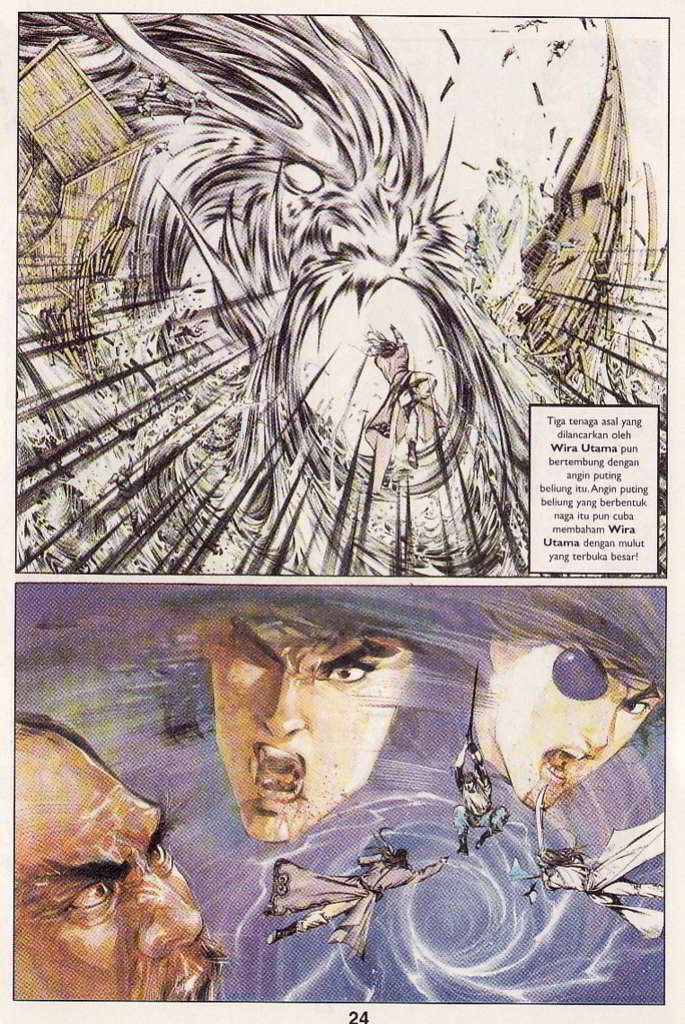 Tiga tenaga asal yang
dilancarkan oleh
Wira Utama pun
bertembung dengan
angin puting
beliung itu. Angin puting
beliung yang berbentuk
naga itu pun cuba
membaham Wira
Utama dengan mulut
yang terbuka besar!
24